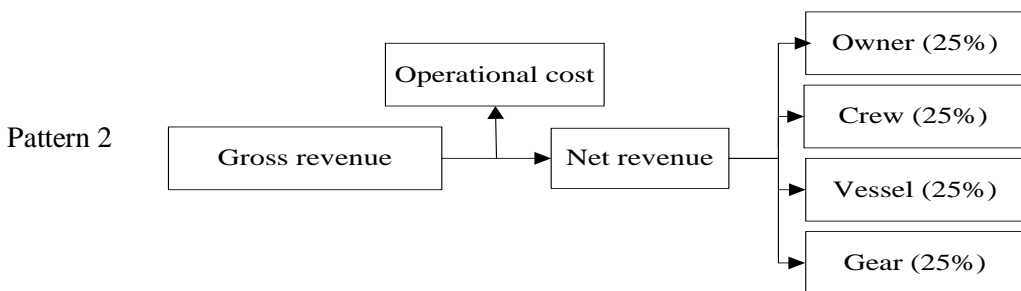 Pattern 2
Gross revenue
Operational cost
Net revenue
Owner (25%)
Crew (25%)
Vessel (25%)
Gear (25%)